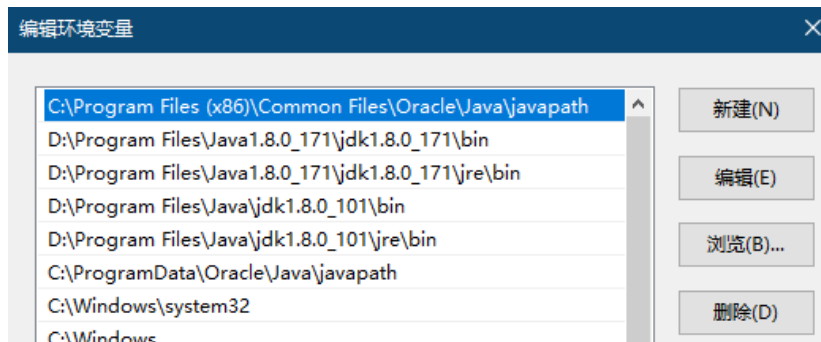 编辑环境变量
C:\Program Files (x86)\Common Files\Oracle\Java\javapath
D:\Program Files\Java1.8.0_171\jdk1.8.0_171\bin
D:\Program Files\Java1.8.0_171\jdk1.8.0_171\jre\bin
D:\Program Files\Java\jdk1.8.0_101\bin
D:\Program Files\Java\jdk1.8.0_101\jre\bin
C:\ProgramData\Oracle\Java\javapath
C:\Windows\system32
C:\Windows
新建(N)
编辑(E)
浏览(B)...
删除(D)